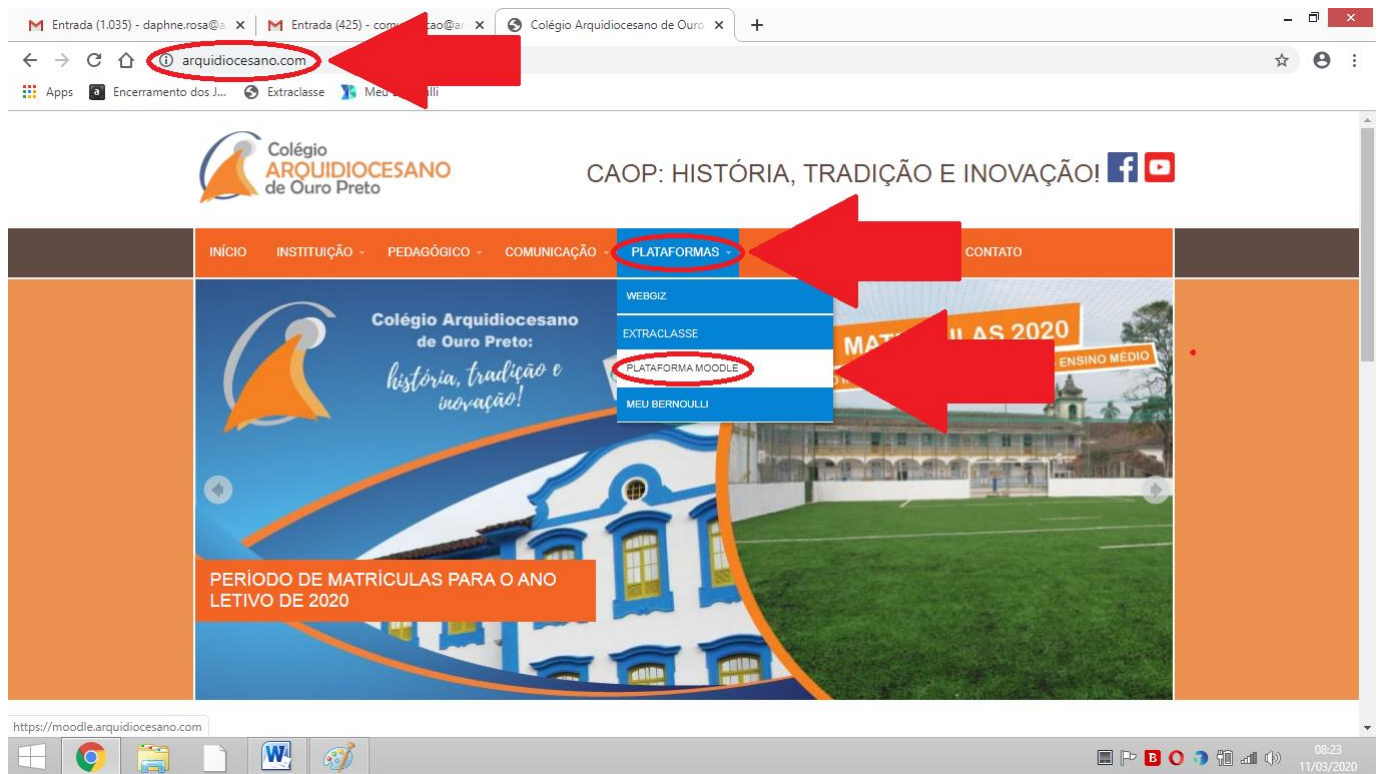 Entrada (1.035) - daphne.rosa@a
Entrada (425) - com cao@ar
Colégio Arquidiocesano de Ouro
arquidiocesano.com
Apps
Encerramento dos J...
Extraclasse
Meu
lli
Colégio
ARQUIDIOCESANO
de Ouro Preto
CAOP: HISTÓRIA, TRADIÇÃO E INOVAÇÃO!
INÍCIO INSTITUIÇÃO PEDAGÓGICO COMUNICAÇÃO PLATAFORMAS CONTATO
WEBGIZ
EXTRACLASSE
PLATAFORMA MOODLE
MEU BERNOULLI
Colégio Arquidiocesano
de Ouro Preto:
história, tradição e
inovação!
MAT ULAS 2020
ENSINO MÉDIO
PERÍODO DE MATRÍCULAS PARA O ANO
LETIVO DE 2020
https://moodle.arquidiocesano.com
08:23
11/03/2020